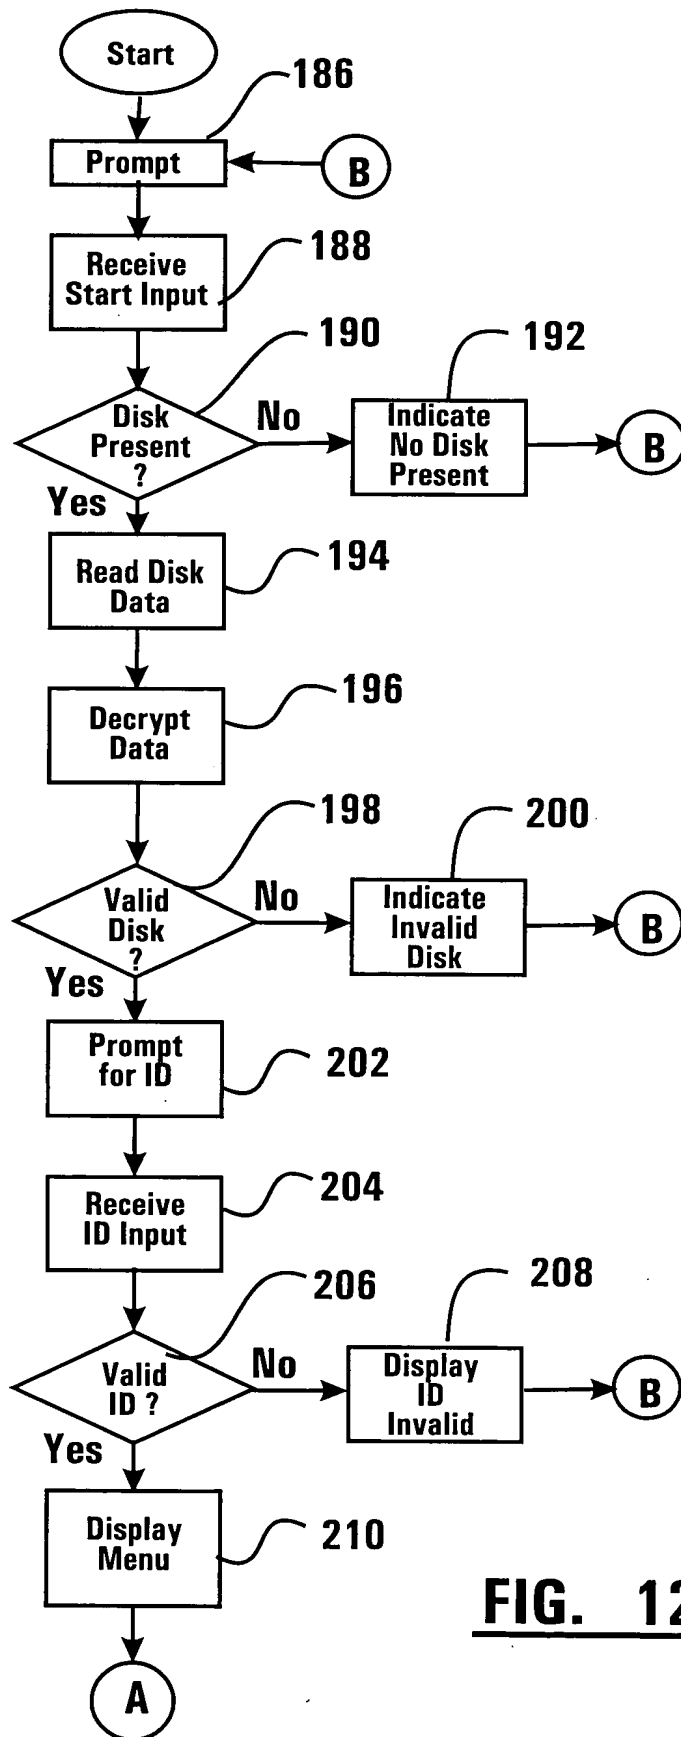 Start
186
Prompt
B
188
Receive
Start Input
190
192
Disk
Present
?
No
Indicate
No Disk
Present
B
Yes
194
Read Disk
Data
196
Decrypt
Data
198
200
Valid
Disk
?
No
Indicate
Invalid
Disk
B
Yes
Prompt
for ID
202
204
Receive
ID Input
206
208
Valid
ID ?
No
Display
ID
Invalid
B
Yes
Display
Menu
210
FIG. 12
A